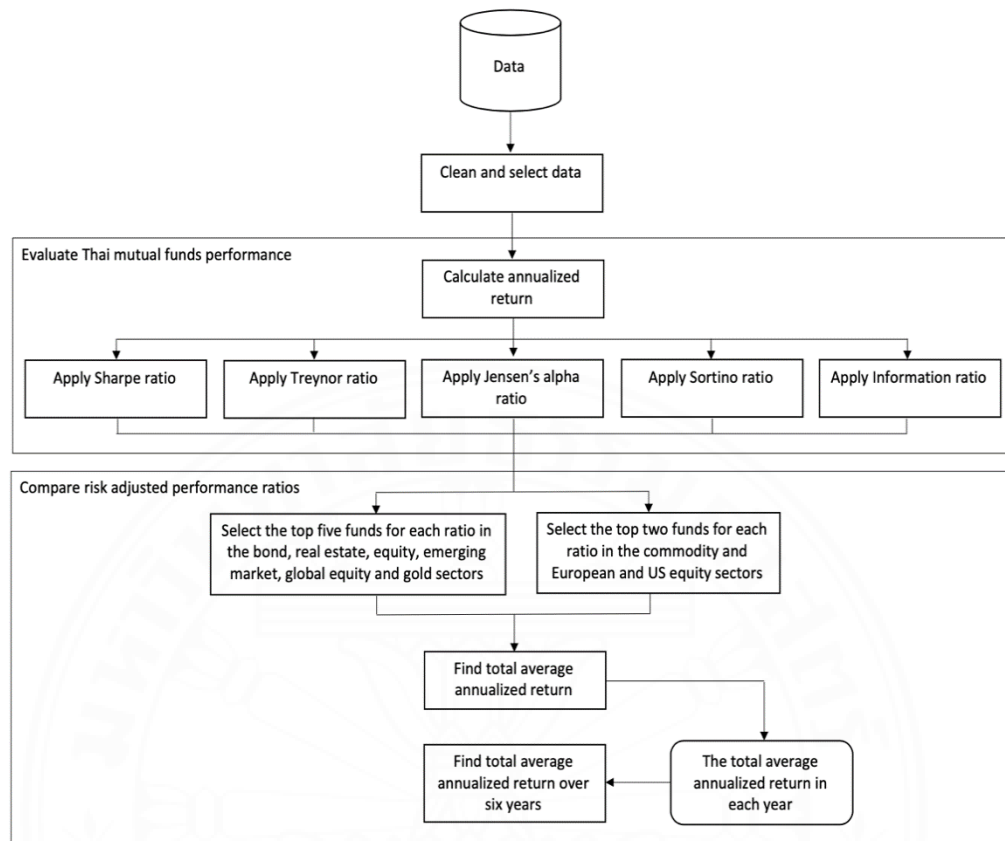 Data
Clean and select data
Evaluate Thai mutual funds performance
Calculate annualized
return
Apply Sharpe ratio
Apply Treynor ratio
Apply Jensen's alpha
ratio
Apply Sortino ratio
Apply Information ratio
Compare risk adjusted performance ratios
Select the top five funds for each ratio in
the bond, real estate, equity, emerging
market, global equity and gold sectors
Select the top two funds for each
ratio in the commodity and
European and US equity sectors
Find total average
annualized return
Find total average
annualized return over
six years
The total average
annualized return in
each year